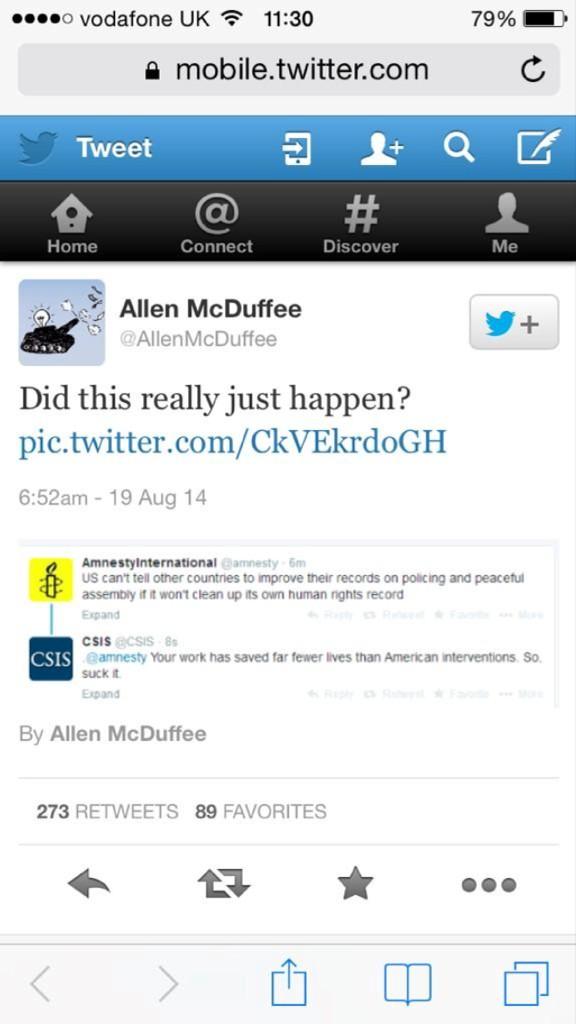 vodafone UK 11:30 79%
mobile.twitter.com
Tweet
Home Connect Discover Me
Allen McDuffee
@AllenMcDuffee
Did this really just happen?
pic.twitter.com/CkVEkrdoGH
6:52am - 19 Aug 14
AmnestyInternational @amnesty · 6m
US can't tell other countries to improve their records on policing and peaceful
assembly if it won't clean up its own human rights record
Expand Reply Retweet Favorite More
CSIS CSIS @CSIS · 8s
.@amnesty Your work has saved far fewer lives than American interventions. So,
suck it.
Expand Reply Retweet Favorite More
By Allen McDuffee
273 RETWEETS 89 FAVORITES